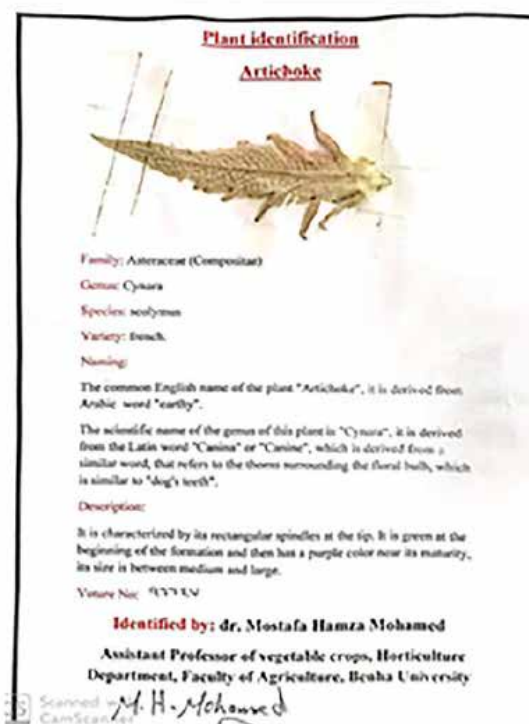 Plant identification
Artichoke
Family: Asteraceae (Compositae)
Genus: Cynara
Species: scolymus
Variety: french.
Naming:
The common English name of the plant "Artichoke", it is derived from
Arabic word "earthy".
The scientific name of the genus of this plant is "Cynara", it is derived
from the Latin word "Canina" or "Canine", which is derived from a
similar word, that refers to the thorns surrounding the floral bulb, which
is similar to "dog's teeth".
Description:
It is characterized by its rectangular spindles at the tip. It is green at the
beginning of the formation and then has a purple color near its maturity,
its size is between medium and large.
Voture No:
Identified by: dr. Mostafa Hamza Mohamed
Assistant Professor of vegetable crops, Horticulture
Department, Faculty of Agriculture, Benha University
M. H. Mohamed
CS Scanned with
CamScanner